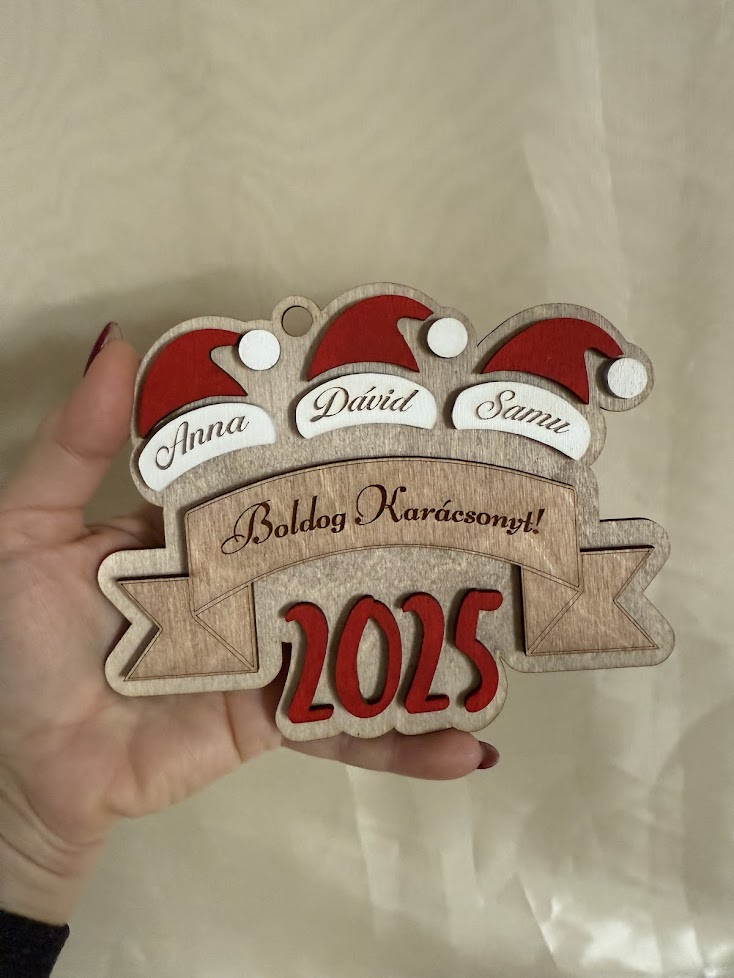 Anna
Dávid
Samu
Boldog Karácsonyt!
2025